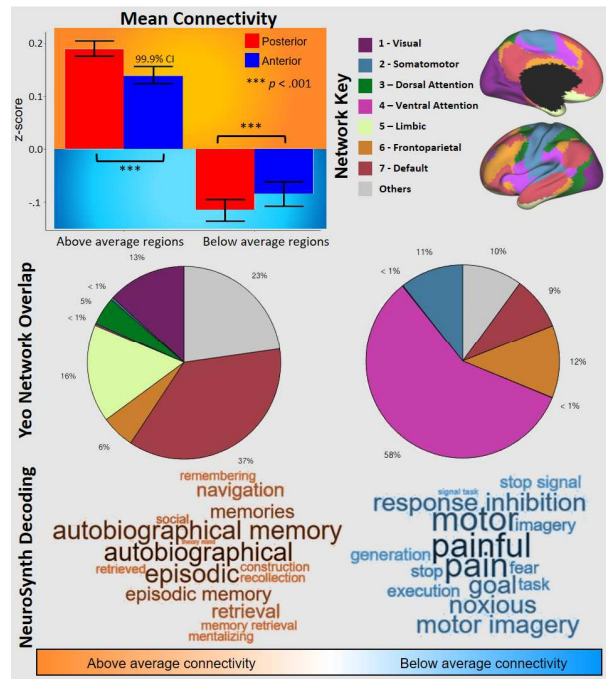 Mean Connectivity
z-score
0.2
0.1
0.0
-.1
99.9% CI
Posterior
Anterior
*** p < .001
***
***
Above average regions
Below average regions
Network Key
1 - Visual
2 - Somatomotor
3 – Dorsal Attention
4 – Ventral Attention
5 – Limbic
6 - Frontoparietal
7 - Default
Others
Yeo Network Overlap
13%
< 1%
5%
< 1%
16%
6%
37%
23%
< 1%
11%
10%
9%
12%
< 1%
58%
NeuroSynth Decoding
remembering
navigation
memories
social
autobiographical memory
theory mind
autobiographical
retrieved
episodic
construction
recollection
episodic memory
retrieval
memory retrieval
mentalizing
stop signal
signal task
response inhibition
motor
imagery
painful
generation
stop
pain
fear
execution
goal
task
noxious
motor imagery
Above average connectivity
Below average connectivity